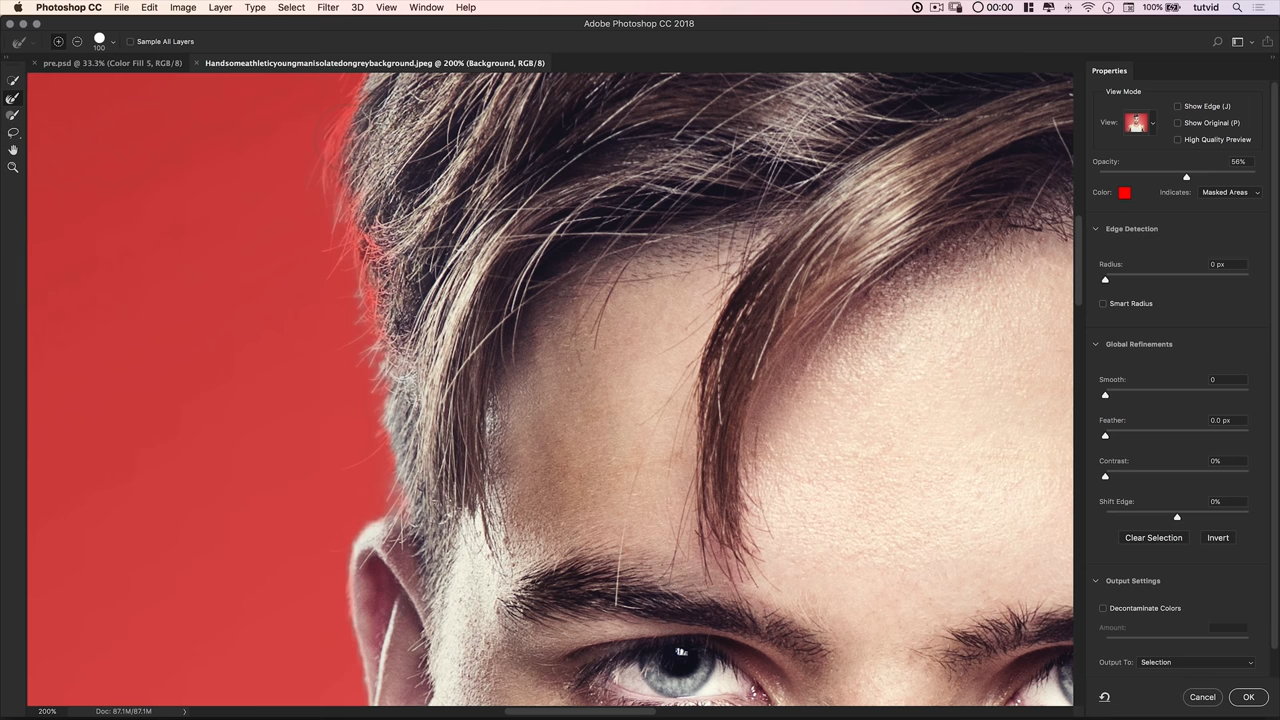 Photoshop CC File Edit Image Layer Type Select Filter 3D View Window Help 00:00 100% tutvid
Adobe Photoshop CC 2018
100 Sample All Layers
pre.psd @ 33.3% (Color Fill 5, RGB/8) Handsomeathleticyoungmanisolatedongreybackground.jpeg @ 200% (Background, RGB/8)
Properties
View Mode
Show Edge (J)
View: Show Original (P)
High Quality Preview
Opacity: 56%
Color: Indicates: Masked Areas
Edge Detection
Radius: 0 px
Smart Radius
Global Refinements
Smooth: 0
Feather: 0.0 px
Contrast: 0%
Shift Edge: 0%
Clear Selection Invert
Output Settings
Decontaminate Colors
Amount:
Output To: Selection
Cancel OK
200% Doc: 87.1M/87.1M